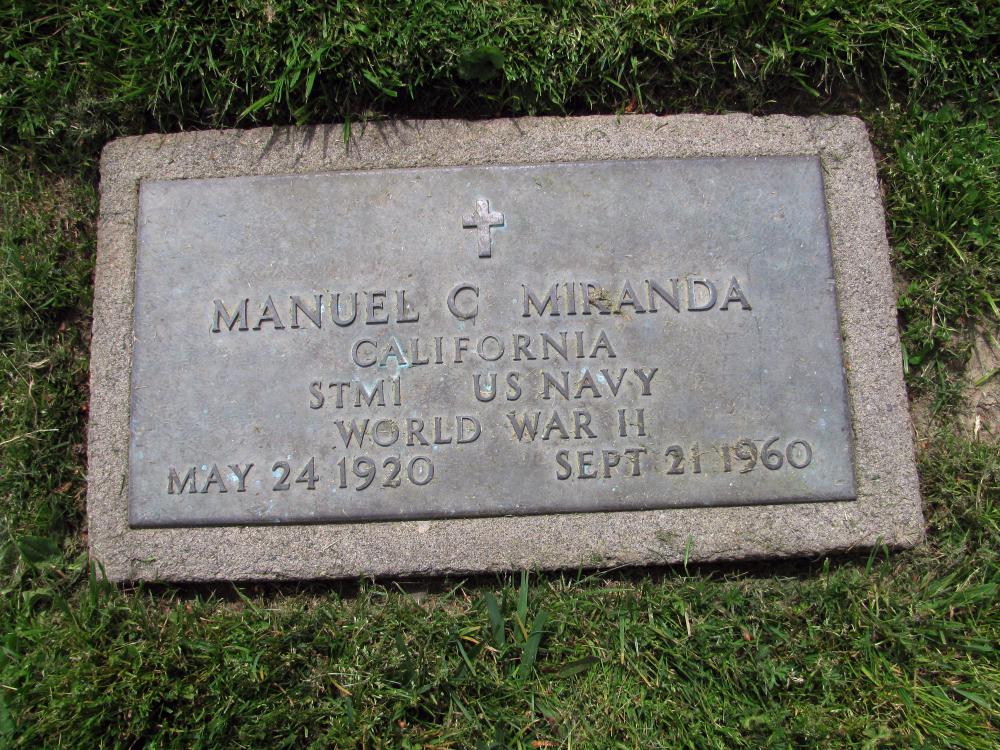 MANUEL C MIRANDA
CALIFORNIA
STM1 US NAVY
WORLD WAR II
MAY 24 1920 SEPT 21 1960